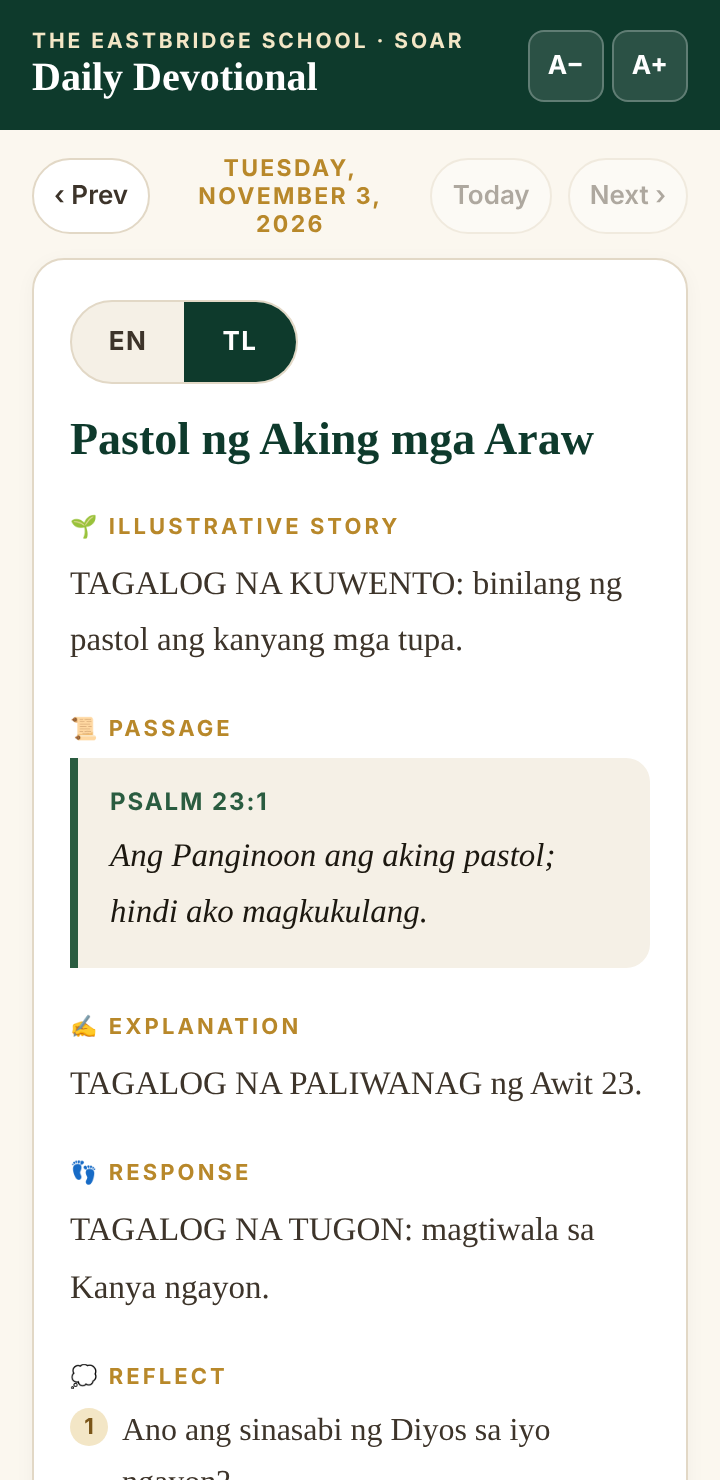 THE EASTBRIDGE SCHOOL · SOAR
Daily Devotional
A−
A+
‹ Prev
TUESDAY,
NOVEMBER 3,
2026
Today
Next ›
EN
TL
Pastol ng Aking mga Araw
🌱 ILLUSTRATIVE STORY
TAGALOG NA KUWENTO: binilang ng
pastol ang kanyang mga tupa.
📜 PASSAGE
PSALM 23:1
Ang Panginoon ang aking pastol;
hindi ako magkukulang.
✍️ EXPLANATION
TAGALOG NA PALIWANAG ng Awit 23.
👣 RESPONSE
TAGALOG NA TUGON: magtiwala sa
Kanya ngayon.
💭 REFLECT
1 Ano ang sinasabi ng Diyos sa iyo
ngayon?